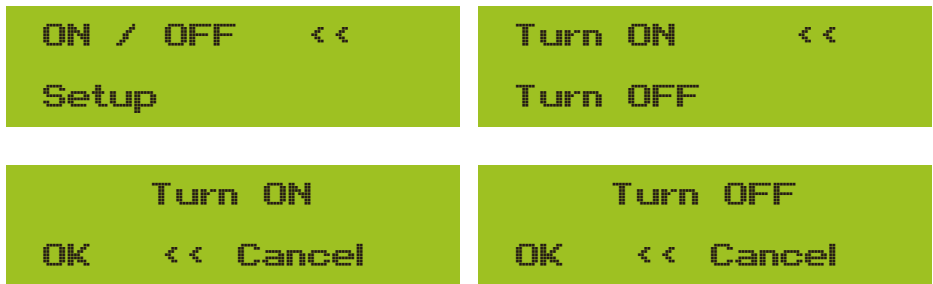 ON / OFF <<
Setup
Turn ON <<
Turn OFF
Turn ON
OK << Cancel
Turn OFF
OK << Cancel